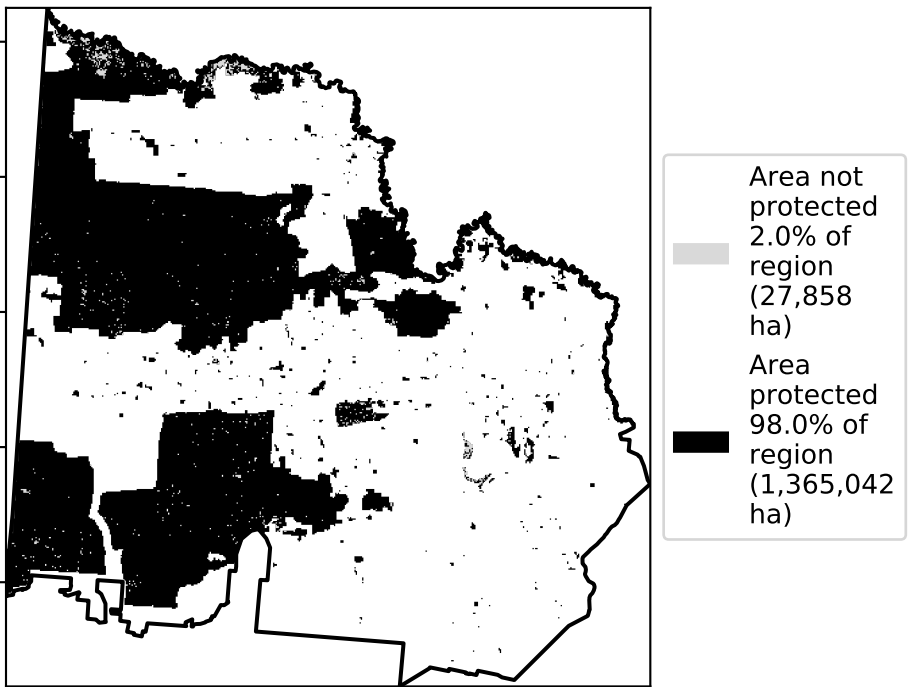 Area not
protected
2.0% of
region
(27,858
ha)
Area
protected
98.0% of
region
(1,365,042
ha)